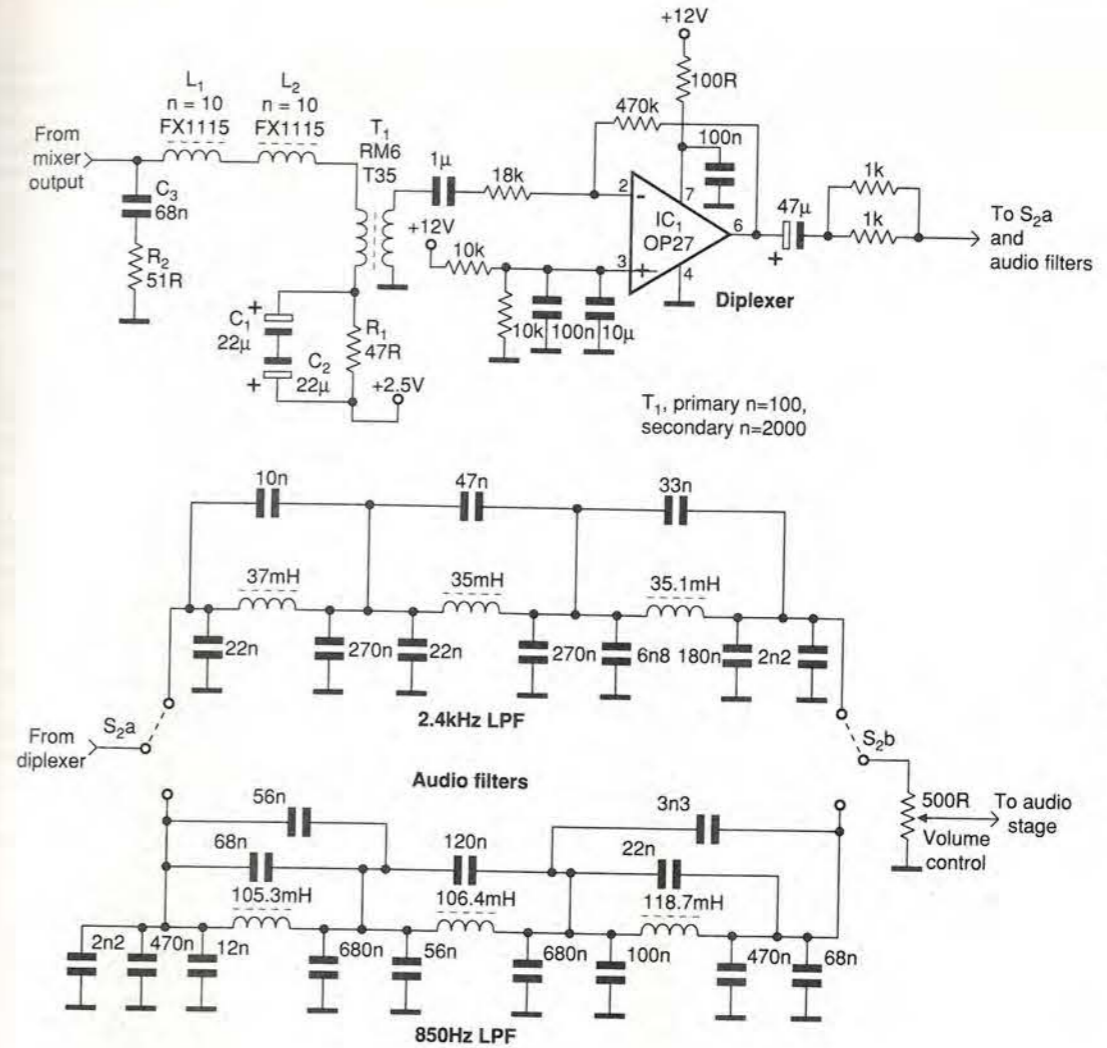 +12V
L1
n = 10
FX1115
L2
n = 10
FX1115
From
mixer
output
T1
RM6
T35
1µ
18k
470k
100R
100n
C3
68n
R2
51R
+12V
10k
2
-
7
IC1
OP27
6
3
+
4
47µ
+
1k
1k
To S2a
and
audio filters
Diplexer
10k
100n
10µ
+
C1
22µ
C2
22µ
+
R1
47R
+2.5V
T1, primary n=100,
secondary n=2000
10n
47n
33n
37mH
35mH
35.1mH
22n
270n
22n
270n
6n8
180n
2n2
2.4kHz LPF
From
diplexer
S2a
S2b
Audio filters
500R
Volume
control
To audio
stage
56n
3n3
68n
120n
22n
105.3mH
106.4mH
118.7mH
2n2
470n
12n
680n
56n
680n
100n
470n
68n
850Hz LPF